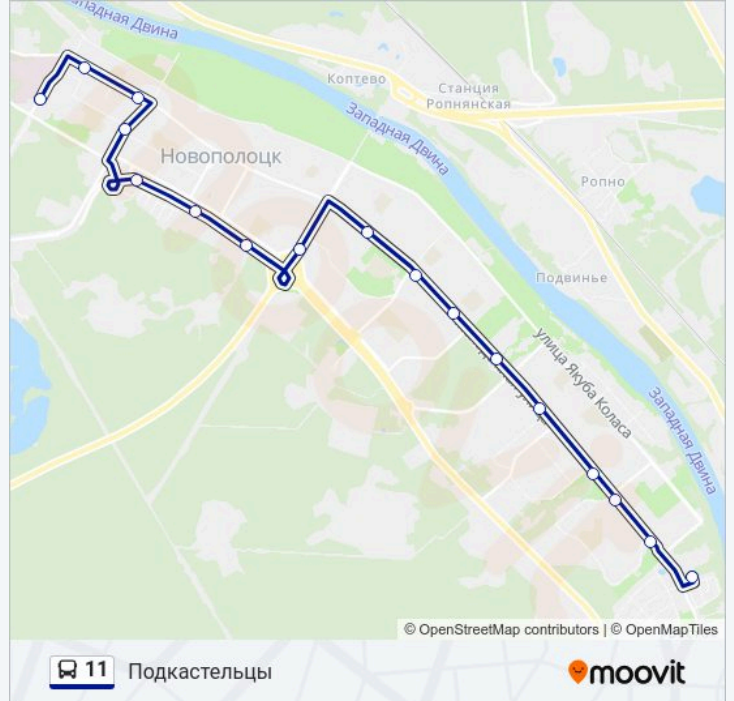 Западная Двина
Коптево
Станция
Ропнянская
Западная Двина
Новополоцк
Ропно
Подвинье
улица Якуба Коласа
Западная Двина
© OpenStreetMap contributors | © OpenMapTiles
11 Подкастельцы
moovit